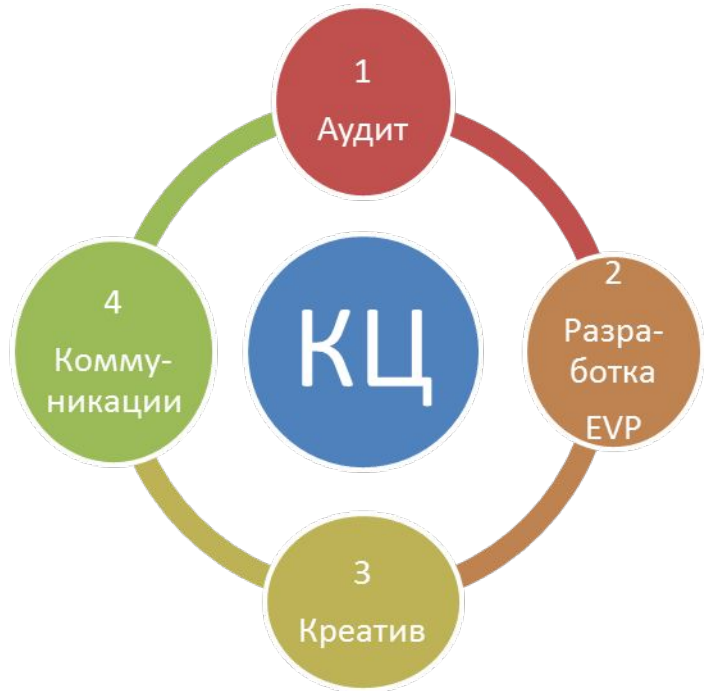 1
Аудит
2
Разра-
ботка
EVP
3
Креатив
4
Комму-
никации
КЦ